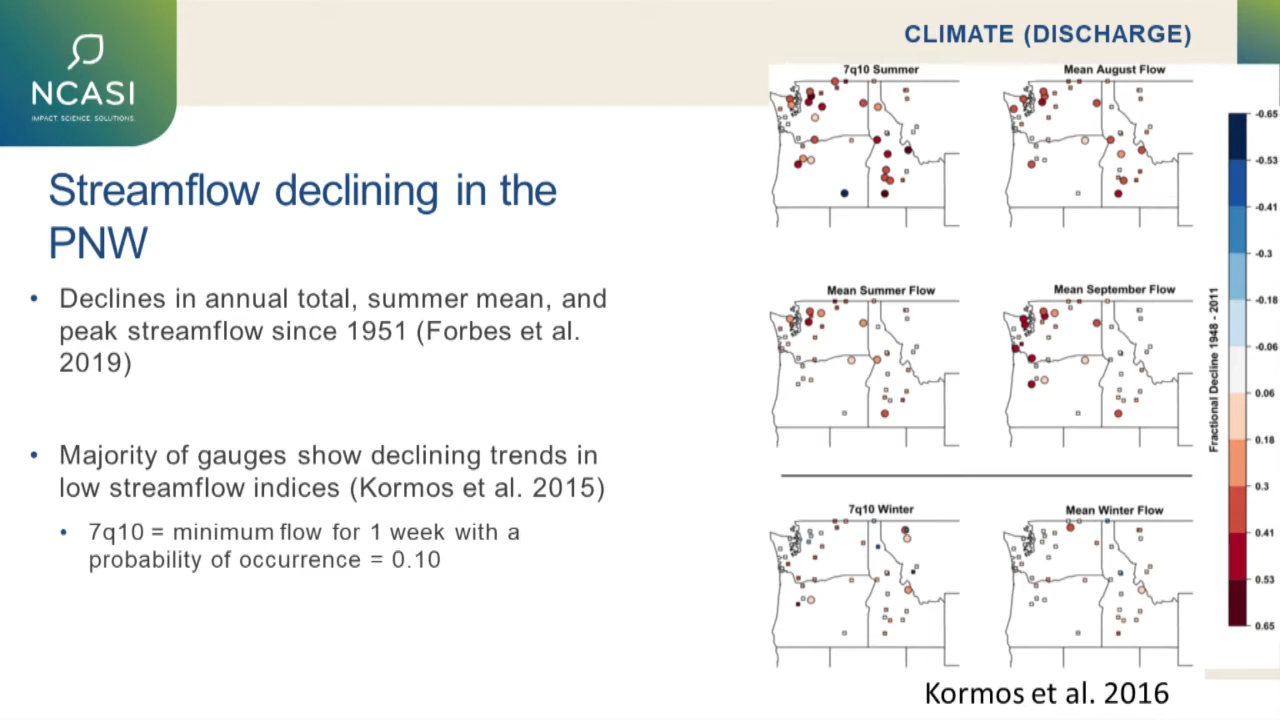 NCASI
IMPACT. SCIENCE. SOLUTIONS.
CLIMATE (DISCHARGE)
Streamflow declining in the
PNW
• Declines in annual total, summer mean, and
peak streamflow since 1951 (Forbes et al.
2019)
• Majority of gauges show declining trends in
low streamflow indices (Kormos et al. 2015)
• 7q10 = minimum flow for 1 week with a
probability of occurrence = 0.10
7q10 Summer
Mean August Flow
Mean Summer Flow
Mean September Flow
7q10 Winter
Mean Winter Flow
Fractional Decline 1948 - 2011
-0.65
-0.53
-0.41
-0.3
-0.18
-0.06
0.06
0.18
0.3
0.41
0.53
0.65
Kormos et al. 2016